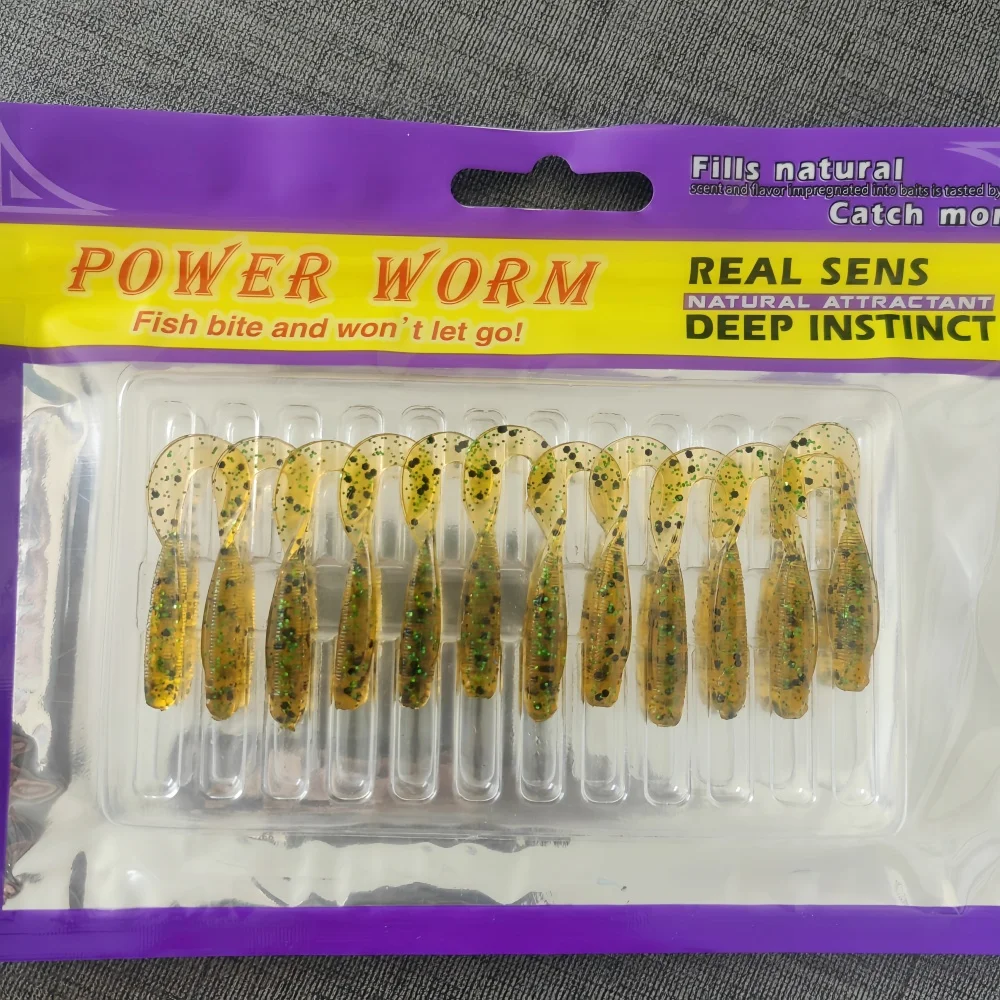 Fills natural
scent and flavor impregnated into baits is tasted by
Catch mor
POWER WORM
Fish bite and won't let go!
REAL SENS
NATURAL ATTRACTANT
DEEP INSTINCT